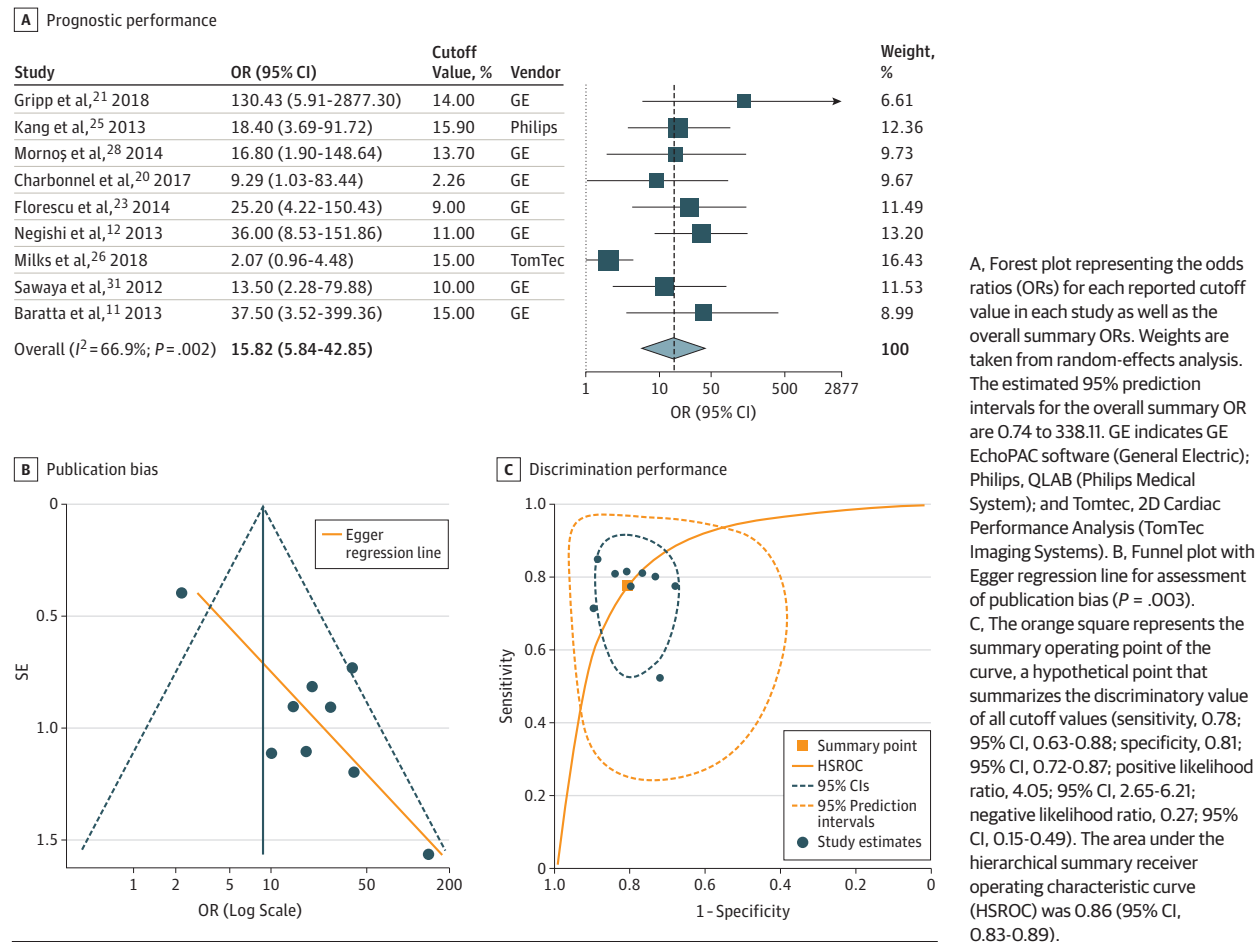 A Prognostic performance
Study OR (95% CI) Cutoff Value, % Vendor Weight, %
Gripp et al,21 2018 130.43 (5.91-2877.30) 14.00 GE 6.61
Kang et al,25 2013 18.40 (3.69-91.72) 15.90 Philips 12.36
Mornoş et al,28 2014 16.80 (1.90-148.64) 13.70 GE 9.73
Charbonnel et al,20 2017 9.29 (1.03-83.44) 2.26 GE 9.67
Florescu et al,23 2014 25.20 (4.22-150.43) 9.00 GE 11.49
Negishi et al,12 2013 36.00 (8.53-151.86) 11.00 GE 13.20
Milks et al,26 2018 2.07 (0.96-4.48) 15.00 TomTec 16.43
Sawaya et al,31 2012 13.50 (2.28-79.88) 10.00 GE 11.53
Baratta et al,11 2013 37.50 (3.52-399.36) 15.00 GE 8.99
Overall (I2=66.9%; P=.002) 15.82 (5.84-42.85) 100
1 10 50 500 2877
OR (95% CI)
B Publication bias
0
0.5
1.0
1.5
SE
Egger
regression line
1 2 5 10 50 200
OR (Log Scale)
C Discrimination performance
1.0
0.8
0.6
0.4
0.2
0
Sensitivity
Summary point
HSROC
95% CIs
95% Prediction
intervals
Study estimates
1.0 0.8 0.6 0.4 0.2 0
1-Specificity
A, Forest plot representing the odds
ratios (ORs) for each reported cutoff
value in each study as well as the
overall summary ORs. Weights are
taken from random-effects analysis.
The estimated 95% prediction
intervals for the overall summary OR
are 0.74 to 338.11. GE indicates GE
EchoPAC software (General Electric);
Philips, QLAB (Philips Medical
System); and Tomtec, 2D Cardiac
Performance Analysis (TomTec
Imaging Systems). B, Funnel plot with
Egger regression line for assessment
of publication bias (P = .003).
C, The orange square represents the
summary operating point of the
curve, a hypothetical point that
summarizes the discriminatory value
of all cutoff values (sensitivity, 0.78;
95% CI, 0.63-0.88; specificity, 0.81;
95% CI, 0.72-0.87; positive likelihood
ratio, 4.05; 95% CI, 2.65-6.21;
negative likelihood ratio, 0.27; 95%
CI, 0.15-0.49). The area under the
hierarchical summary receiver
operating characteristic curve
(HSROC) was 0.86 (95% CI,
0.83-0.89).